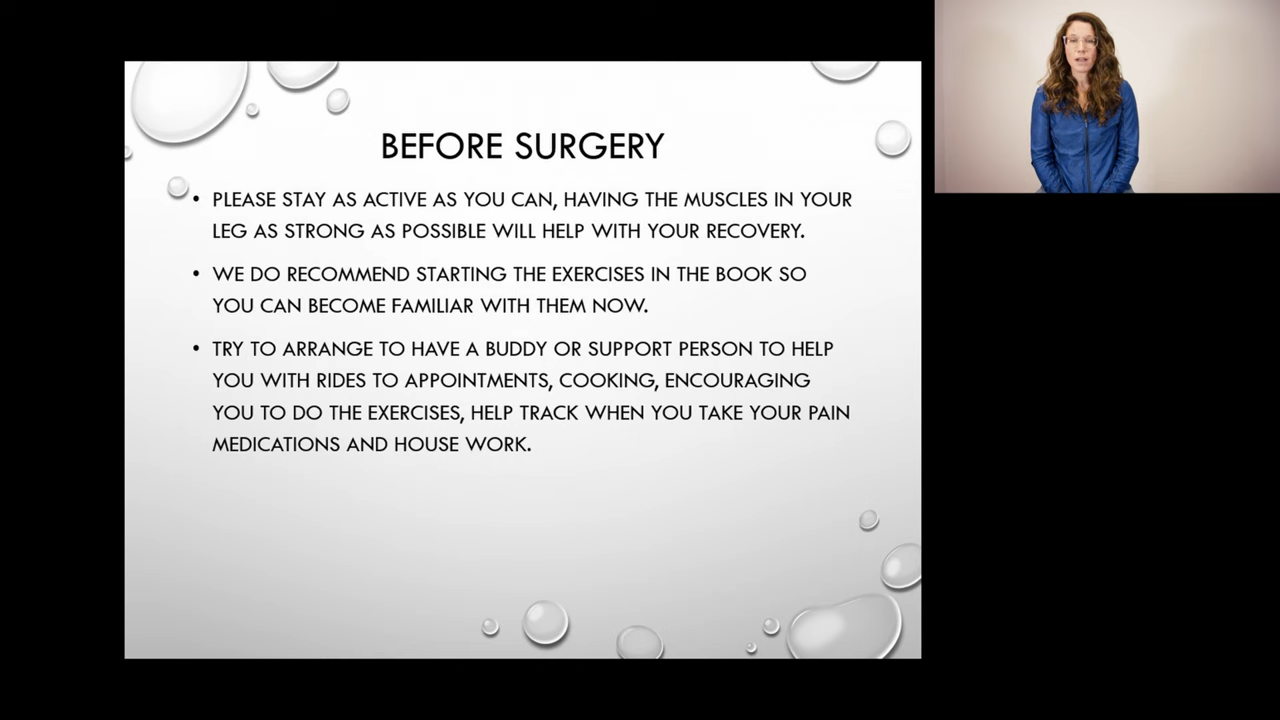 BEFORE SURGERY
• PLEASE STAY AS ACTIVE AS YOU CAN, HAVING THE MUSCLES IN YOUR
LEG AS STRONG AS POSSIBLE WILL HELP WITH YOUR RECOVERY.
• WE DO RECOMMEND STARTING THE EXERCISES IN THE BOOK SO
YOU CAN BECOME FAMILIAR WITH THEM NOW.
• TRY TO ARRANGE TO HAVE A BUDDY OR SUPPORT PERSON TO HELP
YOU WITH RIDES TO APPOINTMENTS, COOKING, ENCOURAGING
YOU TO DO THE EXERCISES, HELP TRACK WHEN YOU TAKE YOUR PAIN
MEDICATIONS AND HOUSE WORK.